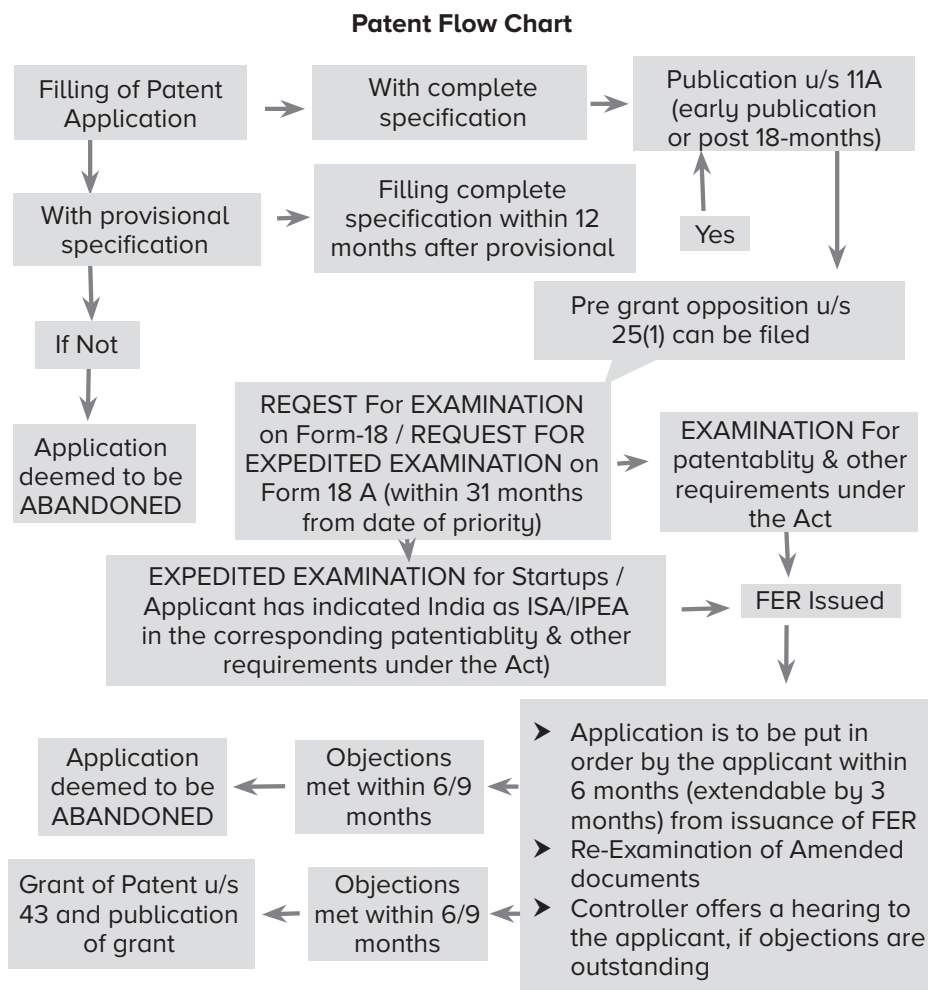 Patent Flow Chart
Filling of Patent
Application
With complete
specification
Publication u/s 11A
(early publication
or post 18-months)
With provisional
specification
Filling complete
specification within 12
months after provisional
Yes
If Not
Pre grant opposition u/s
25(1) can be filed
Application
deemed to be
ABANDONED
REQEST For EXAMINATION
on Form-18 / REQUEST FOR
EXPEDITED EXAMINATION on
Form 18 A (within 31 months
from date of priority)
EXAMINATION For
patentablity & other
requirements under
the Act
EXPEDITED EXAMINATION for Startups /
Applicant has indicated India as ISA/IPEA
in the corresponding patentiablity & other
requirements under the Act)
FER Issued
➤ Application is to be put in
order by the applicant within
6 months (extendable by 3
months) from issuance of FER
➤ Re-Examination of Amended
documents
➤ Controller offers a hearing to
the applicant, if objections are
outstanding
Objections
met within 6/9
months
Application
deemed to be
ABANDONED
Objections
met within 6/9
months
Grant of Patent u/s
43 and publication
of grant